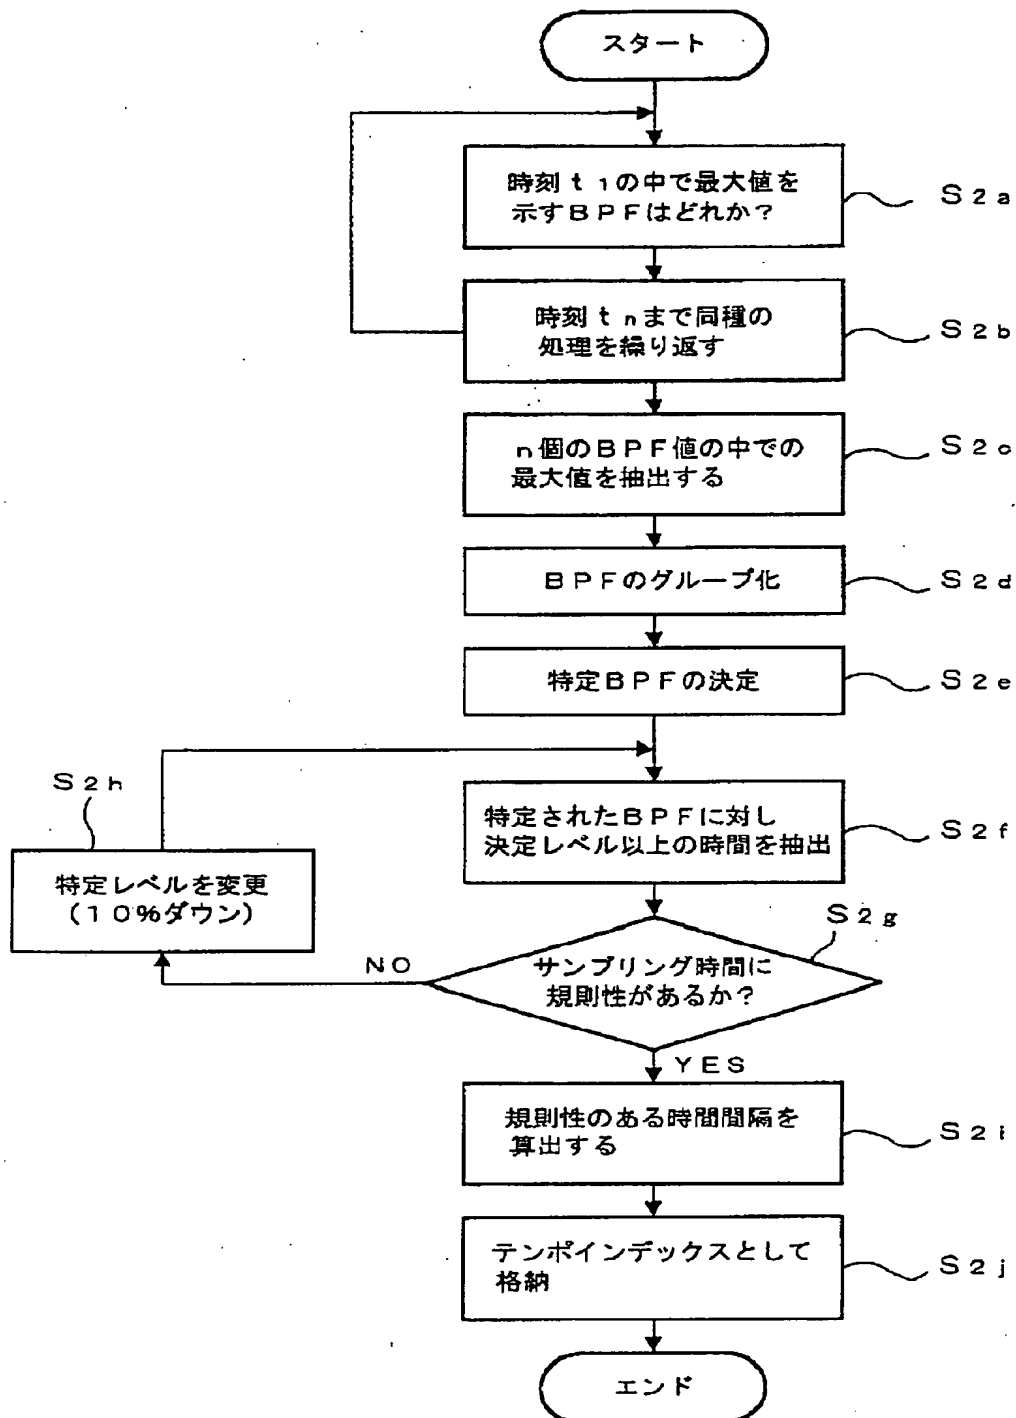 スタート
時刻t1の中で最大値を
示すBPFはどれか?
S2a
時刻tnまで同種の
処理を繰り返す
S2b
n個のBPF値の中での
最大値を抽出する
S2c
BPFのグループ化
S2d
特定BPFの決定
S2e
S2h
特定されたBPFに対し
決定レベル以上の時間を抽出
S2f
特定レベルを変更
(10%ダウン)
S2g
NO
サンプリング時間に
規則性があるか?
YES
規則性のある時間間隔を
算出する
S2i
テンポインデックスとして
格納
S2j
エンド